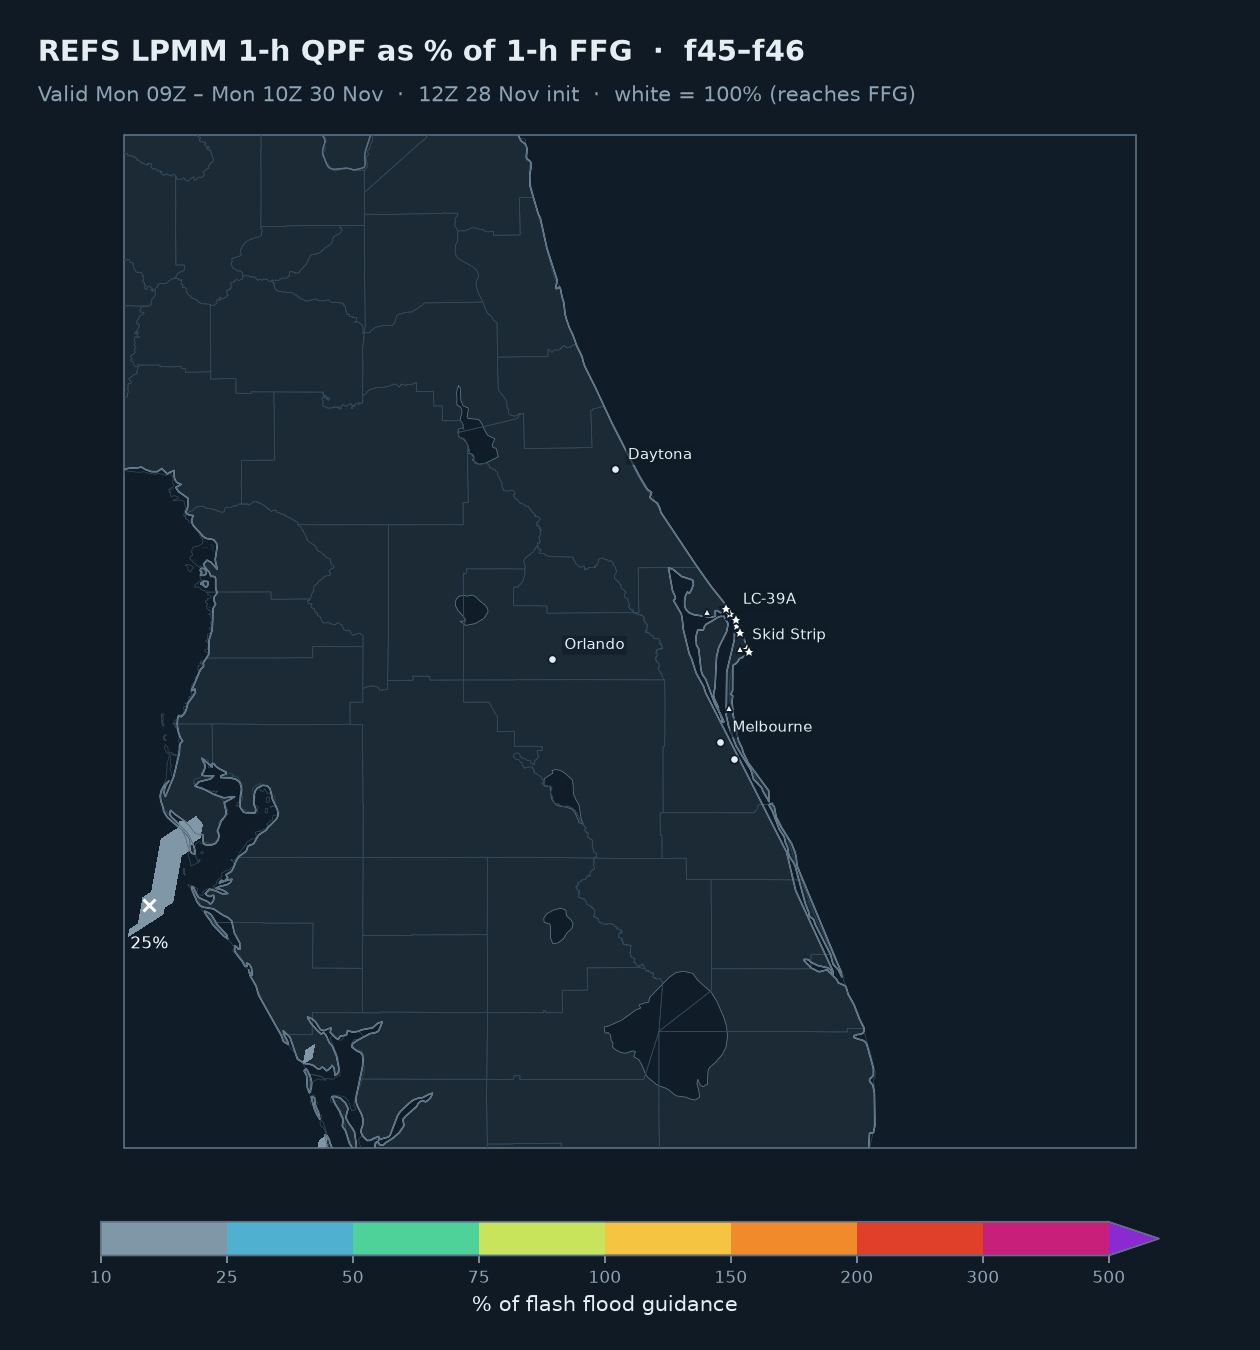 REFS LPMM 1-h QPF as % of 1-h FFG · f45–f46
Valid Mon 09Z – Mon 10Z 30 Nov · 12Z 28 Nov init · white = 100% (reaches FFG)
Daytona
LC-39A
Skid Strip
Orlando
Melbourne
25%
10 25 50 75 100 150 200 300 500
% of flash flood guidance